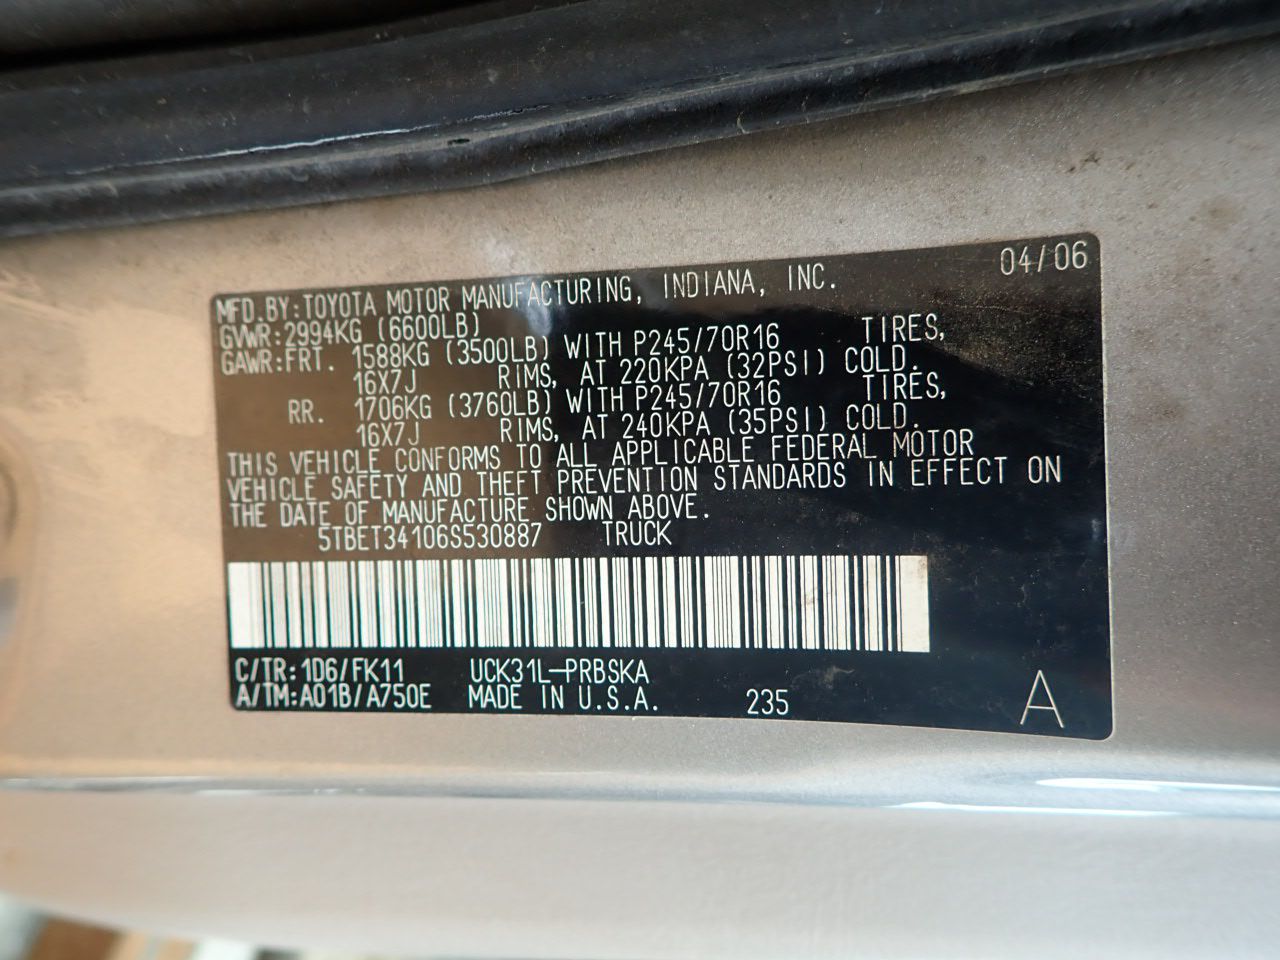 04/06
MFD.BY:TOYOTA MOTOR MANUFACTURING, INDIANA, INC.
GVWR:2994KG (6600LB)
GAWR:FRT. 1588KG (3500LB) WITH P245/70R16 TIRES,
16X7J RIMS, AT 220KPA (32PSI) COLD.
RR. 1706KG (3760LB) WITH P245/70R16 TIRES,
16X7J RIMS, AT 240KPA (35PSI) COLD.
THIS VEHICLE CONFORMS TO ALL APPLICABLE FEDERAL MOTOR
VEHICLE SAFETY AND THEFT PREVENTION STANDARDS IN EFFECT ON
THE DATE OF MANUFACTURE SHOWN ABOVE.
5TBET34106S530887 TRUCK
C/TR:1D6/FK11 UCK31L-PRBSKA
A/TM:A01B/A750E MADE IN U.S.A. 235 A